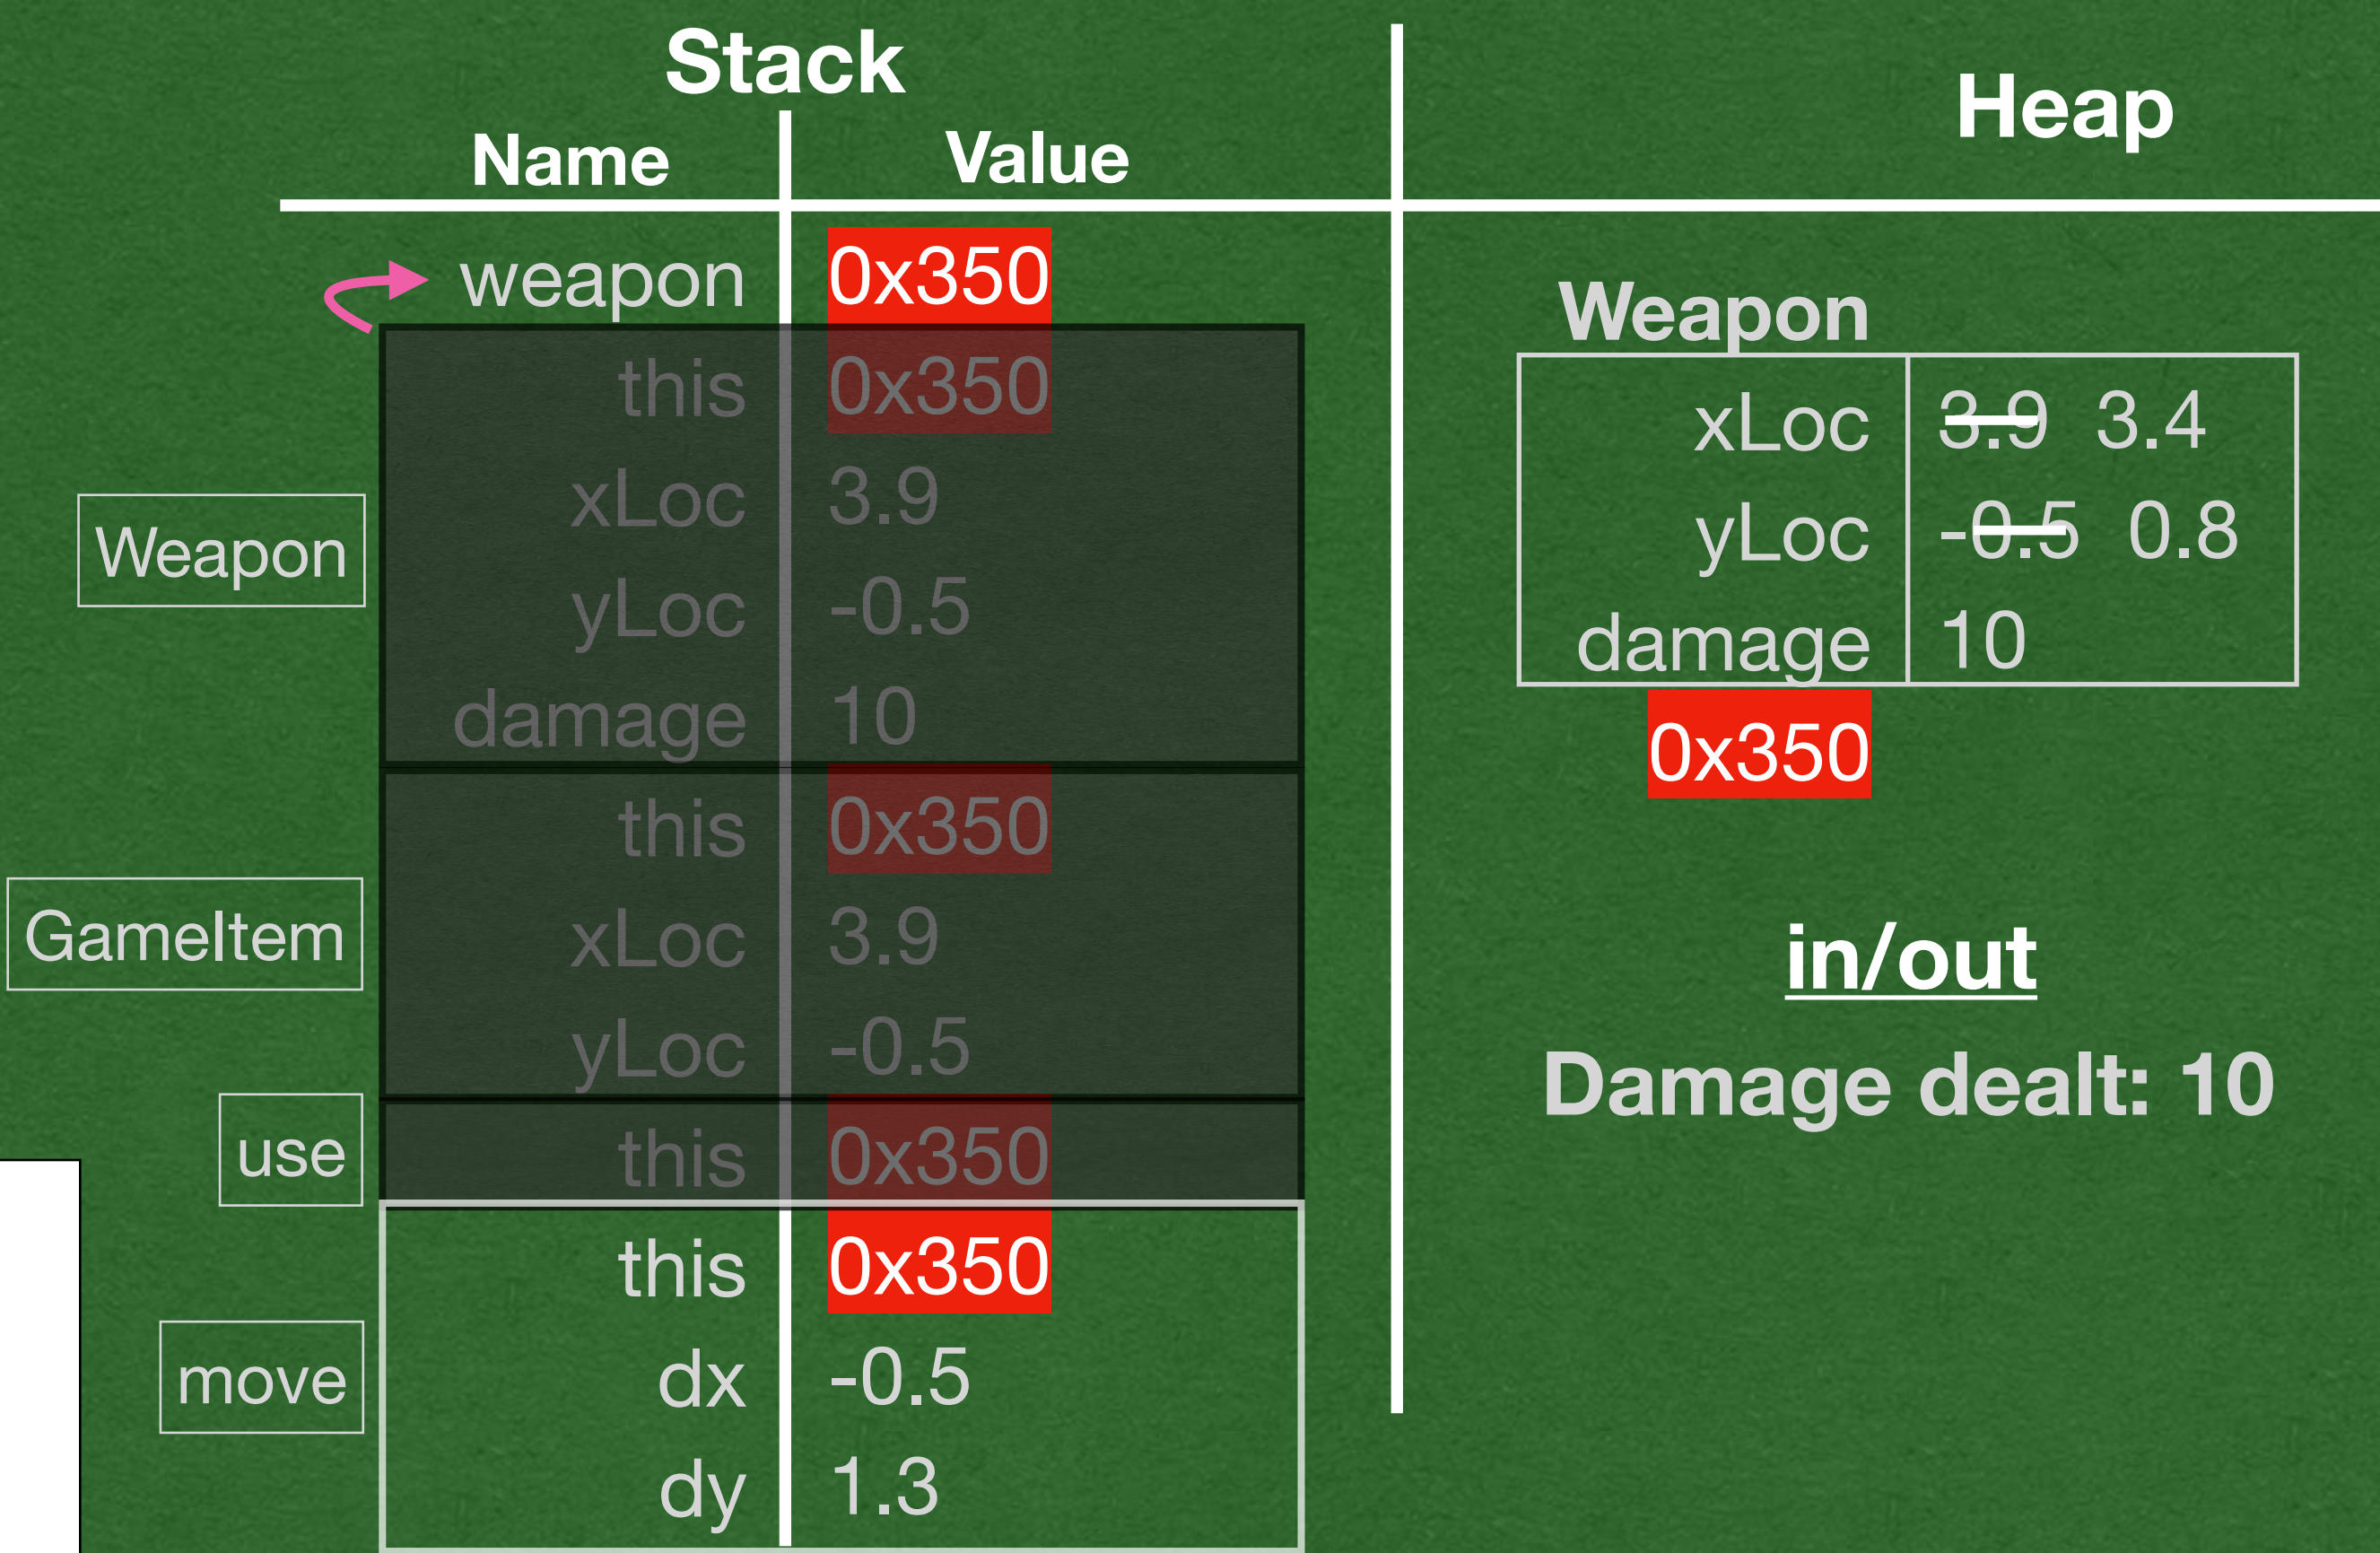 Stack
Heap
Name Value
weapon 0x350
this 0x350
xLoc 3.9
Weapon
yLoc -0.5
damage 10
this 0x350
GameItem
xLoc 3.9
yLoc -0.5
use
this 0x350
this 0x350
move
dx -0.5
dy 1.3
Weapon
xLoc 3.9 3.4
yLoc -0.5 0.8
damage 10
0x350
in/out
Damage dealt: 10